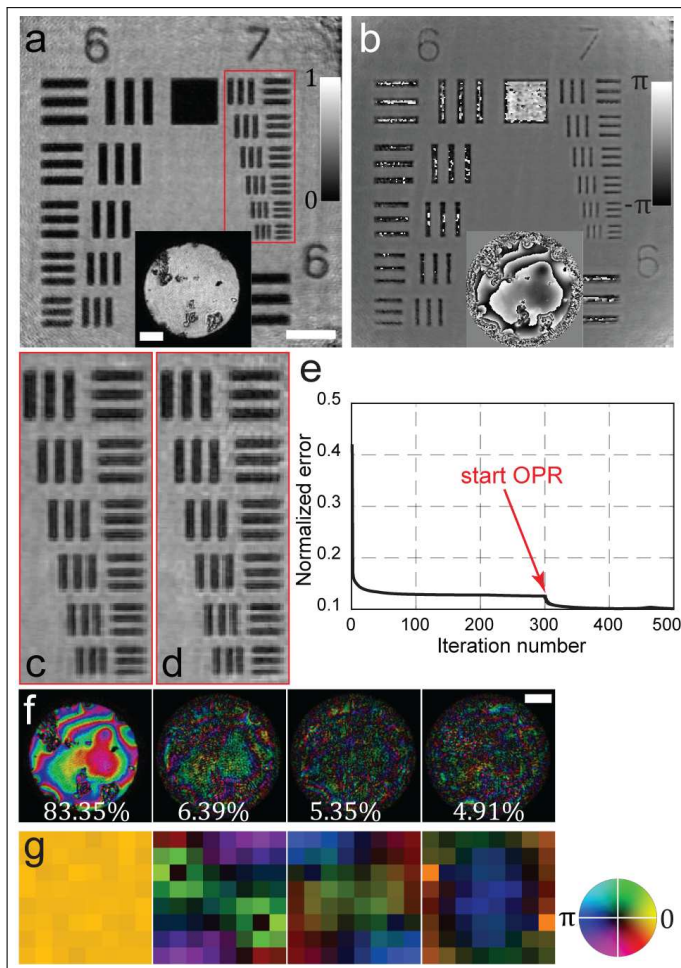 a
6
7
1
0
6
b
6
7
π
-π
6
c
d
e
0.5
0.4
0.3
0.2
0.1
Normalized error
start OPR
0
100
200
300
400
500
Iteration number
f
83.35%
6.39%
5.35%
4.91%
g
π
0